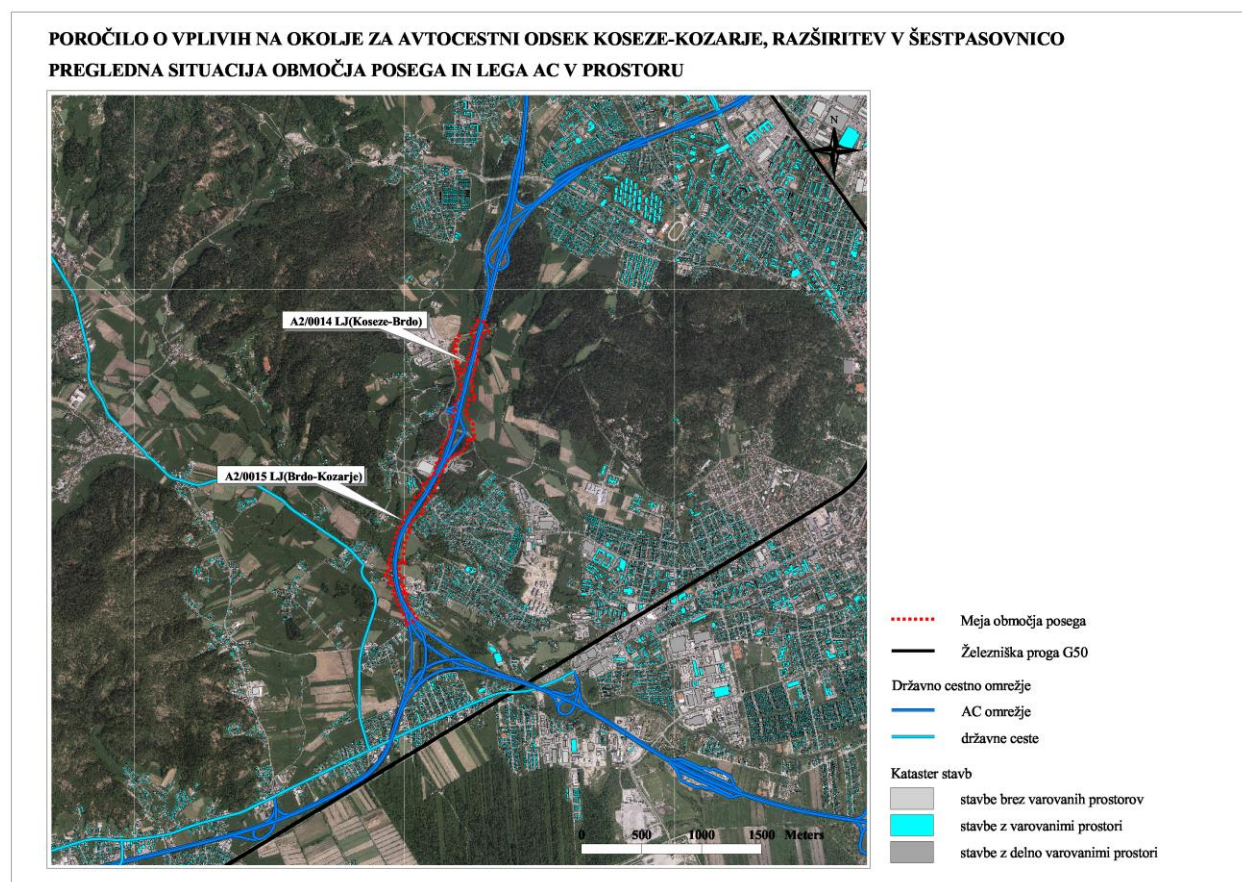 POROČILO O VPLIVIH NA OKOLJE ZA AVTOCESTNI ODSEK KOSEZE-KOZARJE, RAZŠIRITEV V ŠESTPASOVNICO
PREGLEDNA SITUACIJA OBMOČJA POSEGA IN LEGA AC V PROSTORU
N
A2/0014 LJ(Koseze-Brdo)
A2/0015 LJ(Brdo-Kozarje)
Meja območja posega
Železniška proga G50
Državno cestno omrežje
AC omrežje
državne ceste
Kataster stavb
stavbe brez varovanih prostorov
stavbe z varovanimi prostori
stavbe z delno varovanimi prostori
0 500 1000 1500 Meters